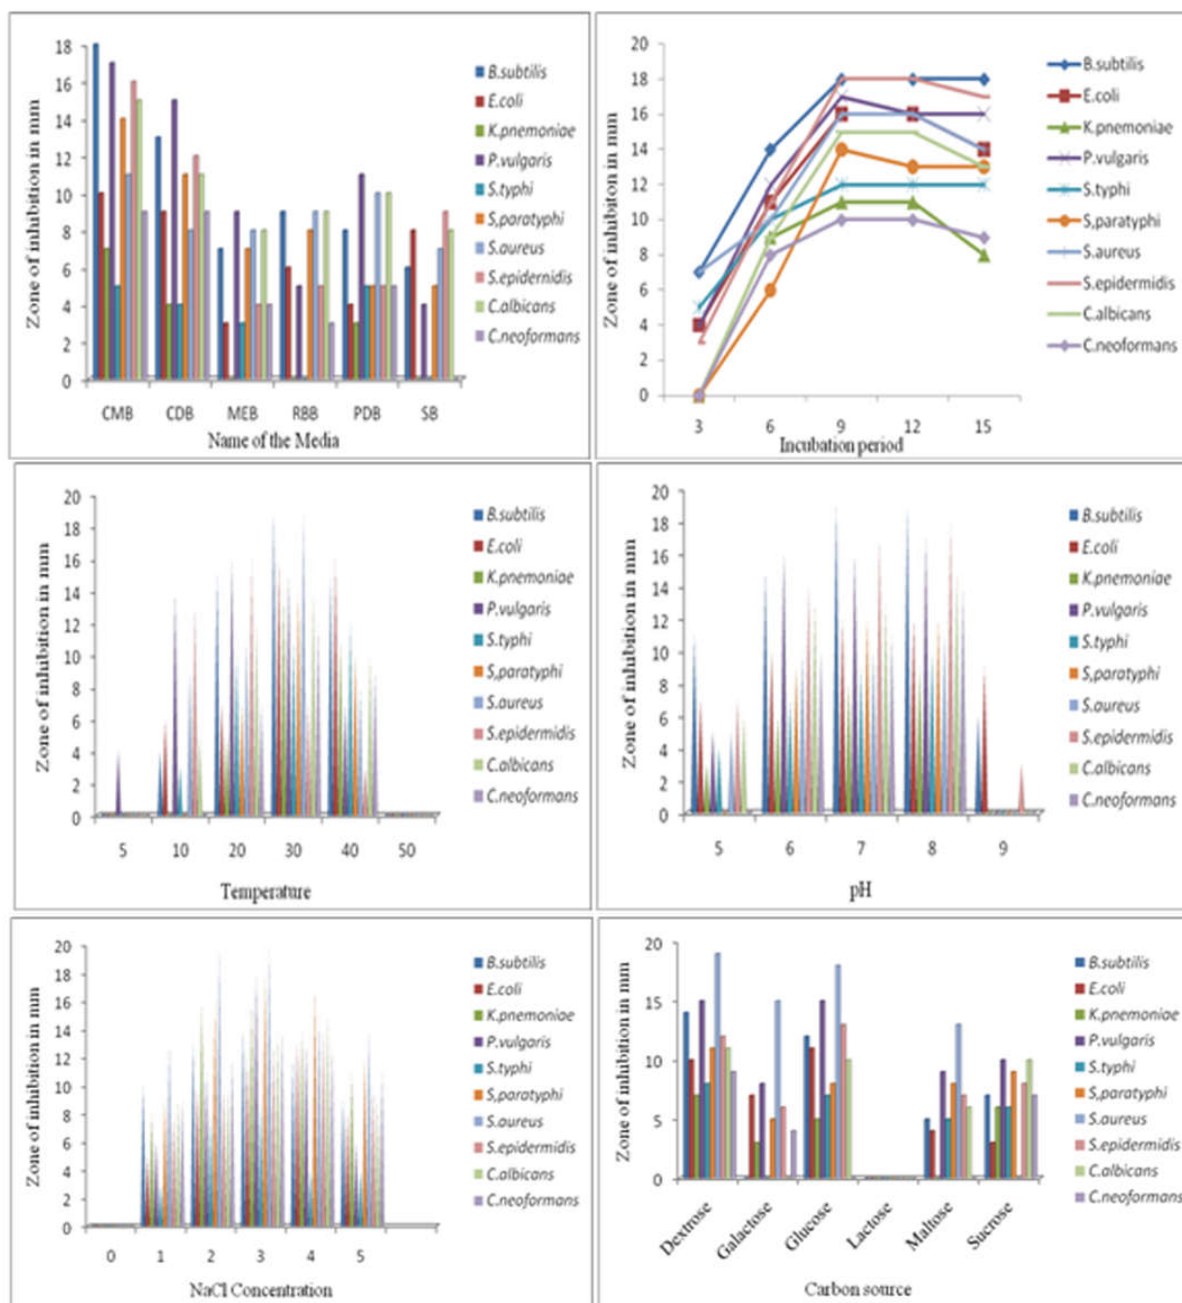 Zone of inhibition in mm
18
16
14
12
10
8
6
4
2
0
CMB CDB MEB RBB PDB SB
Name of the Media
B.subtilis
E.coli
K.pnemoniae
P.vulgaris
S.typhi
S,paratyphi
S.aureus
S.epidernidis
C.albicans
C.neoformans
Zone of inhibiton in mm
20
18
16
14
12
10
8
6
4
2
0
3 6 9 12 15
Incubation period
B.subtilis
E.coli
K.pnemoniae
P.vulgaris
S.typhi
S,paratyphi
S.aureus
S.epidermidis
C.albicans
C.neoformans
Zone of inhibition in mm
20
18
16
14
12
10
8
6
4
2
0
5 10 20 30 40 50
Temperature
B.subtilis
E.coli
K.pnemoniae
P.vulgaris
S.typhi
S,paratyphi
S.aureus
S.epidermidis
C.albicans
C.neoformans
Zone of inhibition in mm
20
18
16
14
12
10
8
6
4
2
0
5 6 7 8 9
pH
B.subtilis
E.coli
K.pnemoniae
P.vulgaris
S.typhi
S,paratyphi
S.aureus
S.epidermidis
C.albicans
C.neoformans
Zone of inhibition in mm
20
18
16
14
12
10
8
6
4
2
0
0 1 2 3 4 5
NaCl Concentration
B.subtilis
E.coli
K.pnemoniae
P.vulgaris
S.typhi
S,paratyphi
S.aureus
S.epidermidis
C.albicans
C.neoformans
Zone of inhibition in mm
20
15
10
5
0
Dextrose Galactose Glucose Lactose Maltose Sucrose
Carbon source
B.subtilis
E.coli
K.pnemoniae
P.vulgaris
S.typhi
S,paratyphi
S.aureus
S.epidermidis
C.albicans
C.neoformans